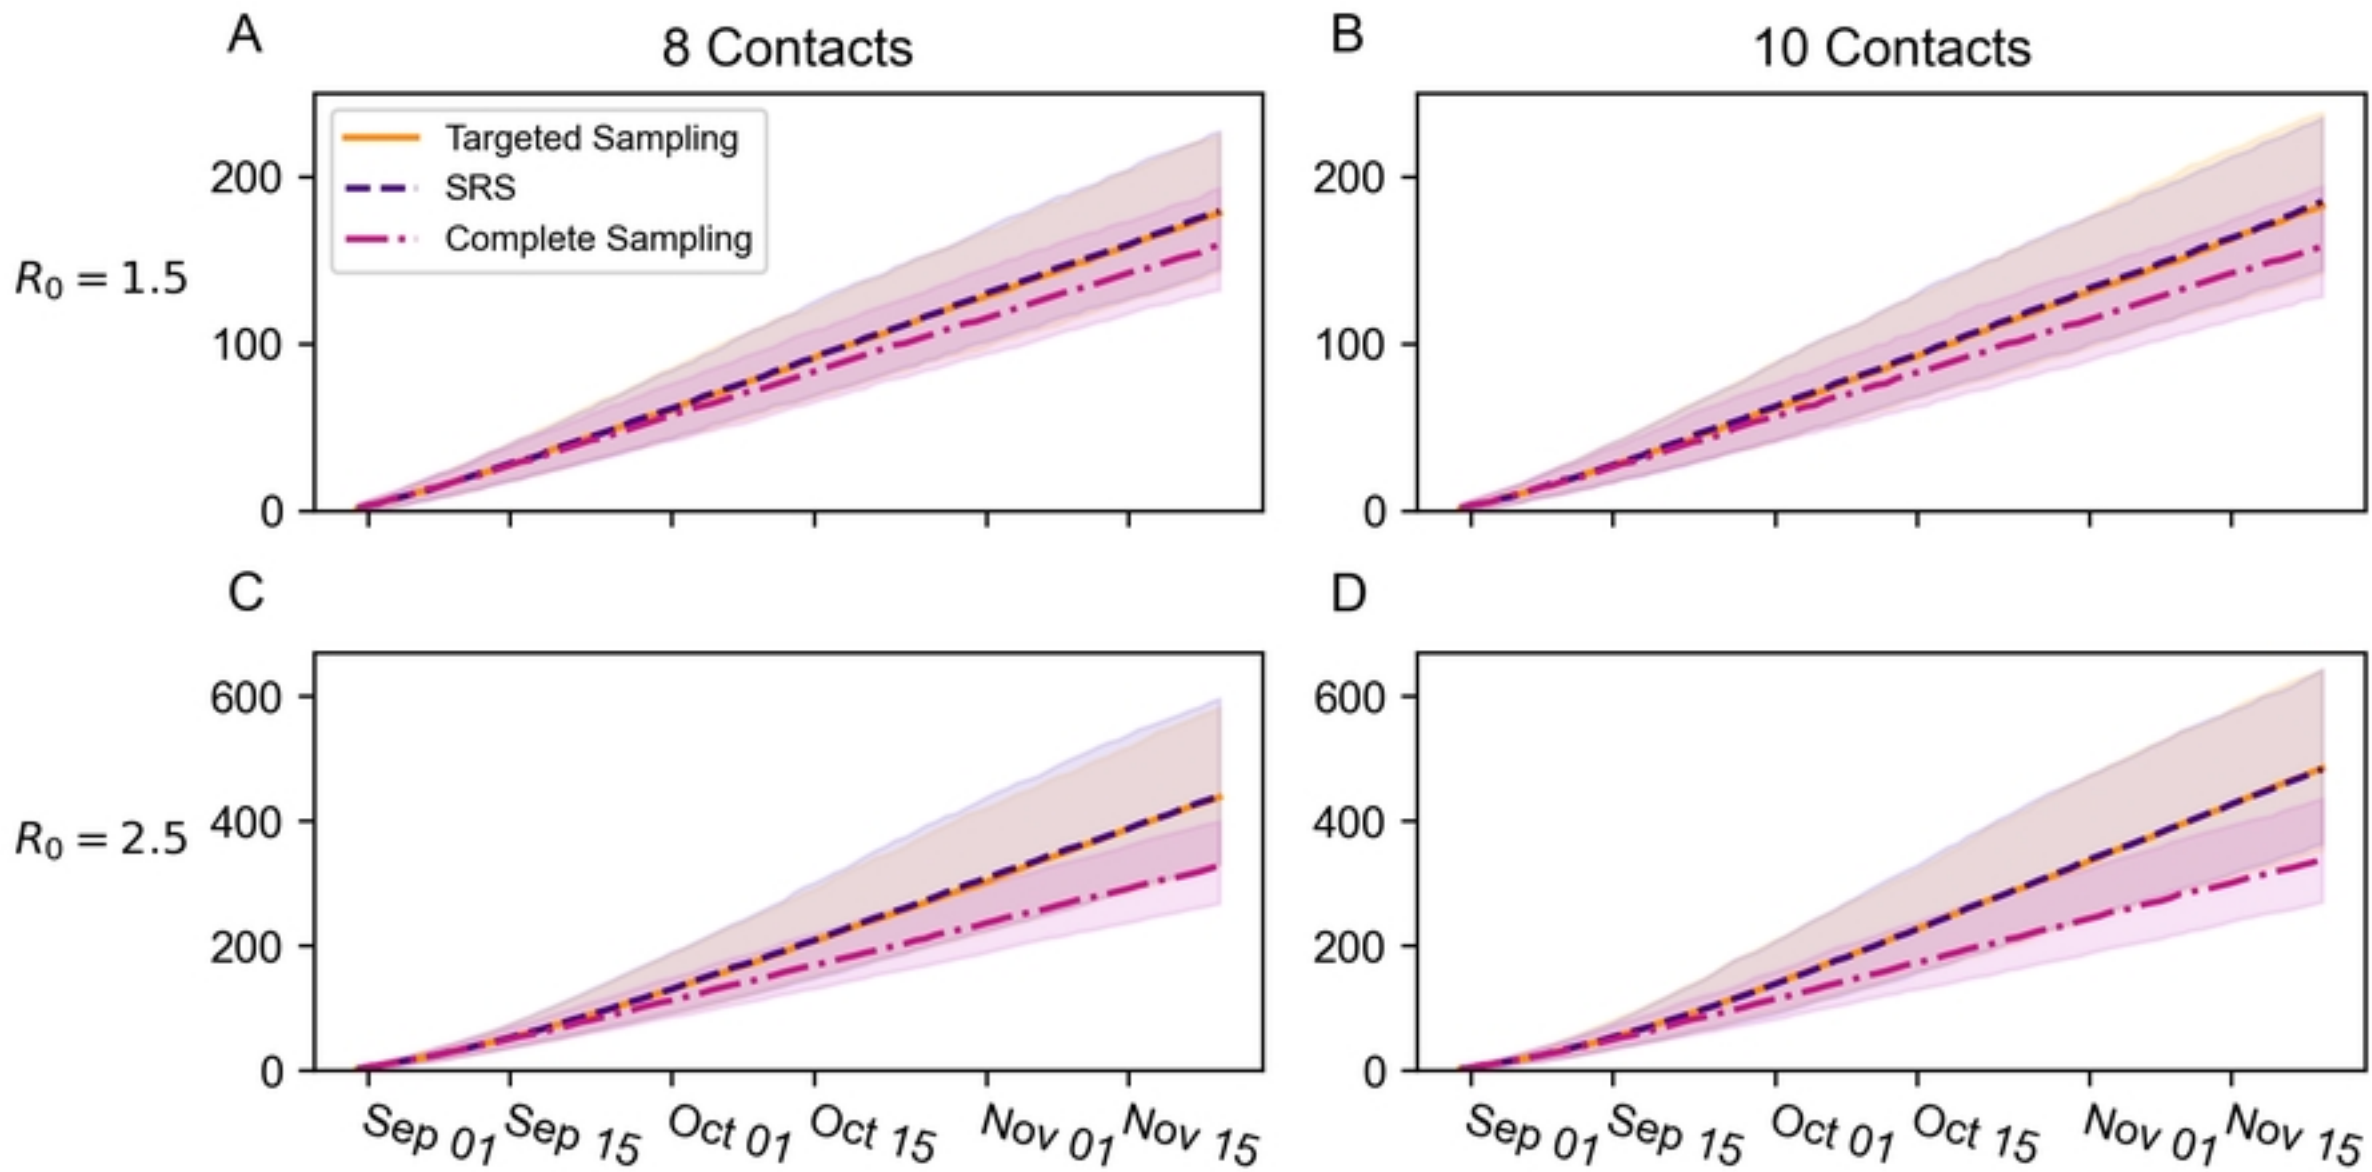 A
8 Contacts
B
10 Contacts
Targeted Sampling
SRS
Complete Sampling
R₀ = 1.5
200
100
0
200
100
0
C
D
R₀ = 2.5
600
400
200
0
600
400
200
0
Sep 01 Sep 15 Oct 01 Oct 15 Nov 01 Nov 15
Sep 01 Sep 15 Oct 01 Oct 15 Nov 01 Nov 15